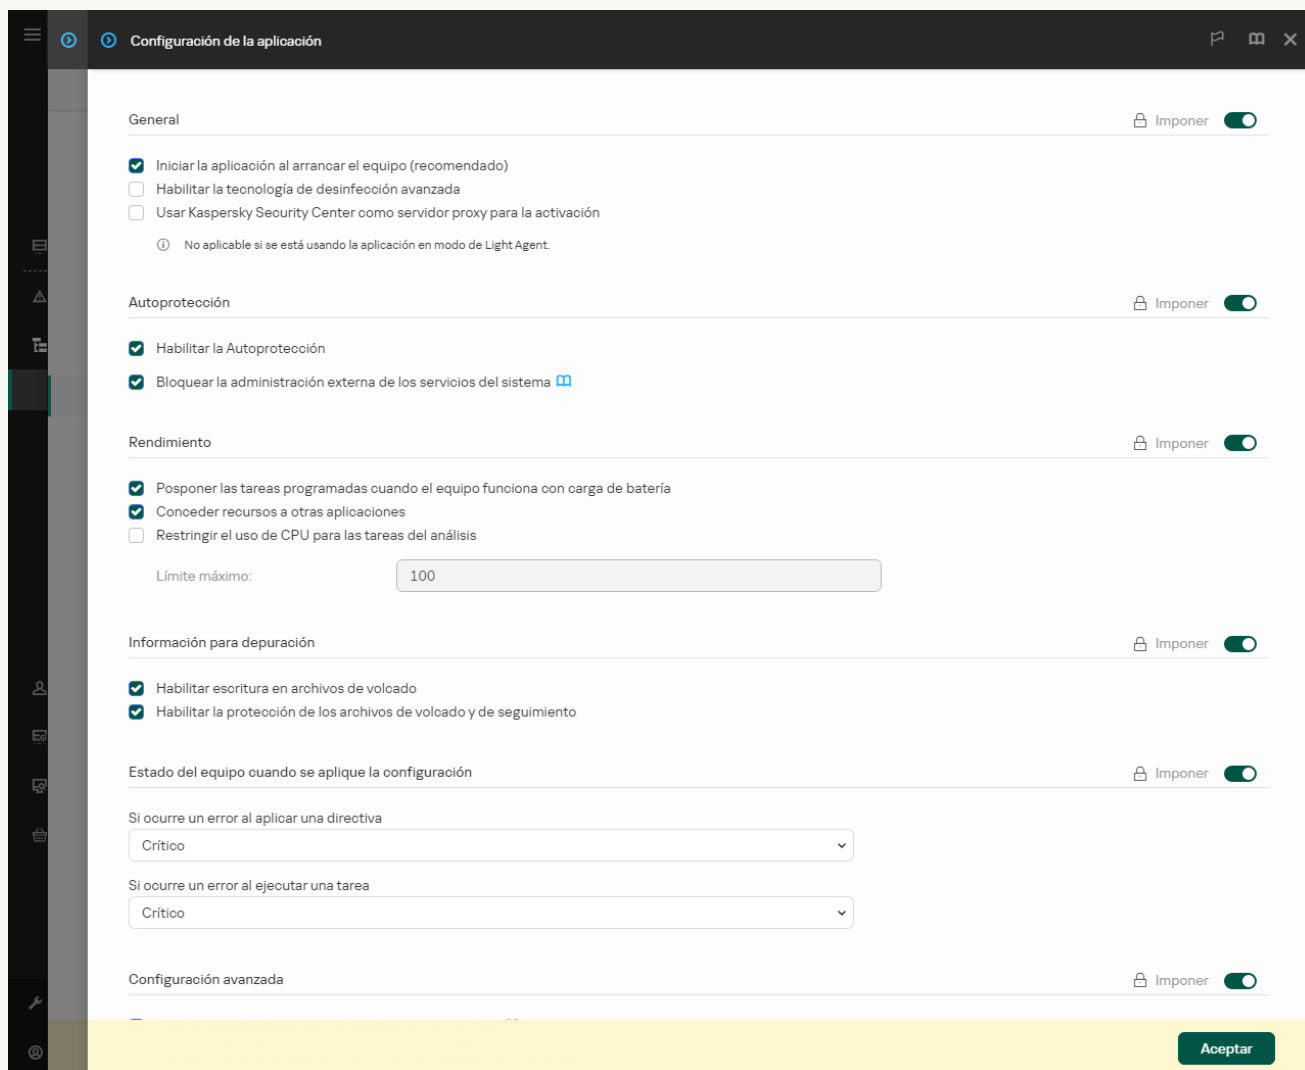 Configuración de la aplicación
General
Imponer
Iniciar la aplicación al arrancar el equipo (recomendado)
Habilitar la tecnología de desinfección avanzada
Usar Kaspersky Security Center como servidor proxy para la activación
No aplicable si se está usando la aplicación en modo de Light Agent.
Autoprotección
Imponer
Habilitar la Autoprotección
Bloquear la administración externa de los servicios del sistema
Rendimiento
Imponer
Posponer las tareas programadas cuando el equipo funciona con carga de batería
Conceder recursos a otras aplicaciones
Restringir el uso de CPU para las tareas del análisis
Límite máximo:
100
Información para depuración
Imponer
Habilitar escritura en archivos de volcado
Habilitar la protección de los archivos de volcado y de seguimiento
Estado del equipo cuando se aplique la configuración
Imponer
Si ocurre un error al aplicar una directiva
Crítico
Si ocurre un error al ejecutar una tarea
Crítico
Configuración avanzada
Imponer
Aceptar